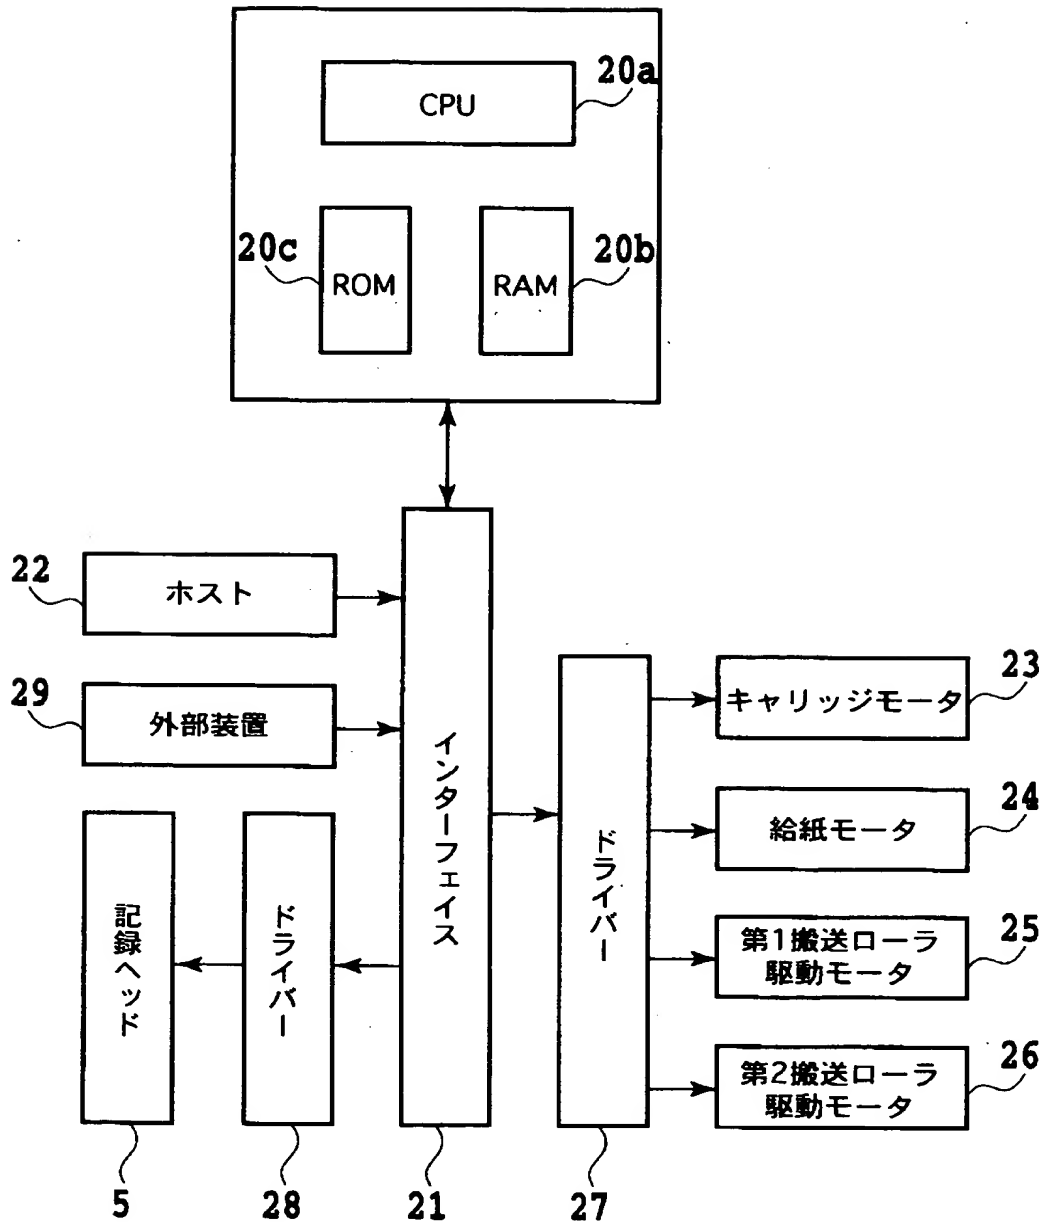 20a
CPU
20c
20b
ROM
RAM
22
ホスト
29
外部装置
インターフェイス
記録ヘッド
ドライバー
ドライバー
23
キャリッジモータ
24
給紙モータ
25
第1搬送ローラ
駆動モータ
26
第2搬送ローラ
駆動モータ
5
28
21
27